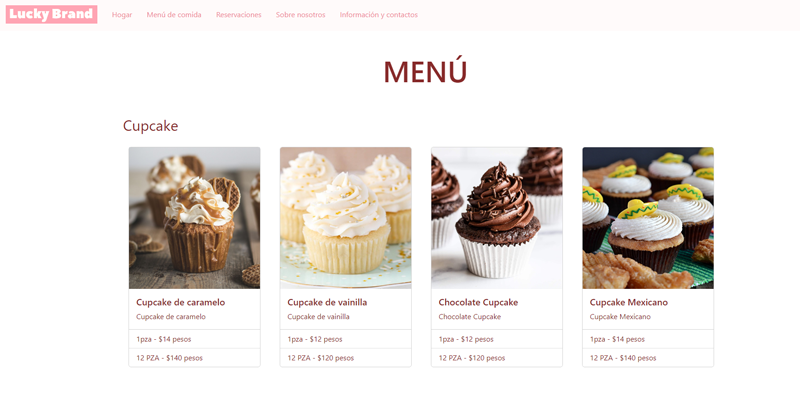 Lucky Brand
Hogar
Menú de comida
Reservaciones
Sobre nosotros
Información y contactos
MENÚ
Cupcake
Cupcake de caramelo
Cupcake de caramelo
1pza - $14 pesos
12 PZA - $140 pesos
Cupcake de vainilla
Cupcake de vainilla
1pza - $12 pesos
12 PZA - $120 pesos
Chocolate Cupcake
Chocolate Cupcake
1pza - $12 pesos
12 PZA - $120 pesos
Cupcake Mexicano
Cupcake Mexicano
1pza - $14 pesos
12 PZA - $140 pesos